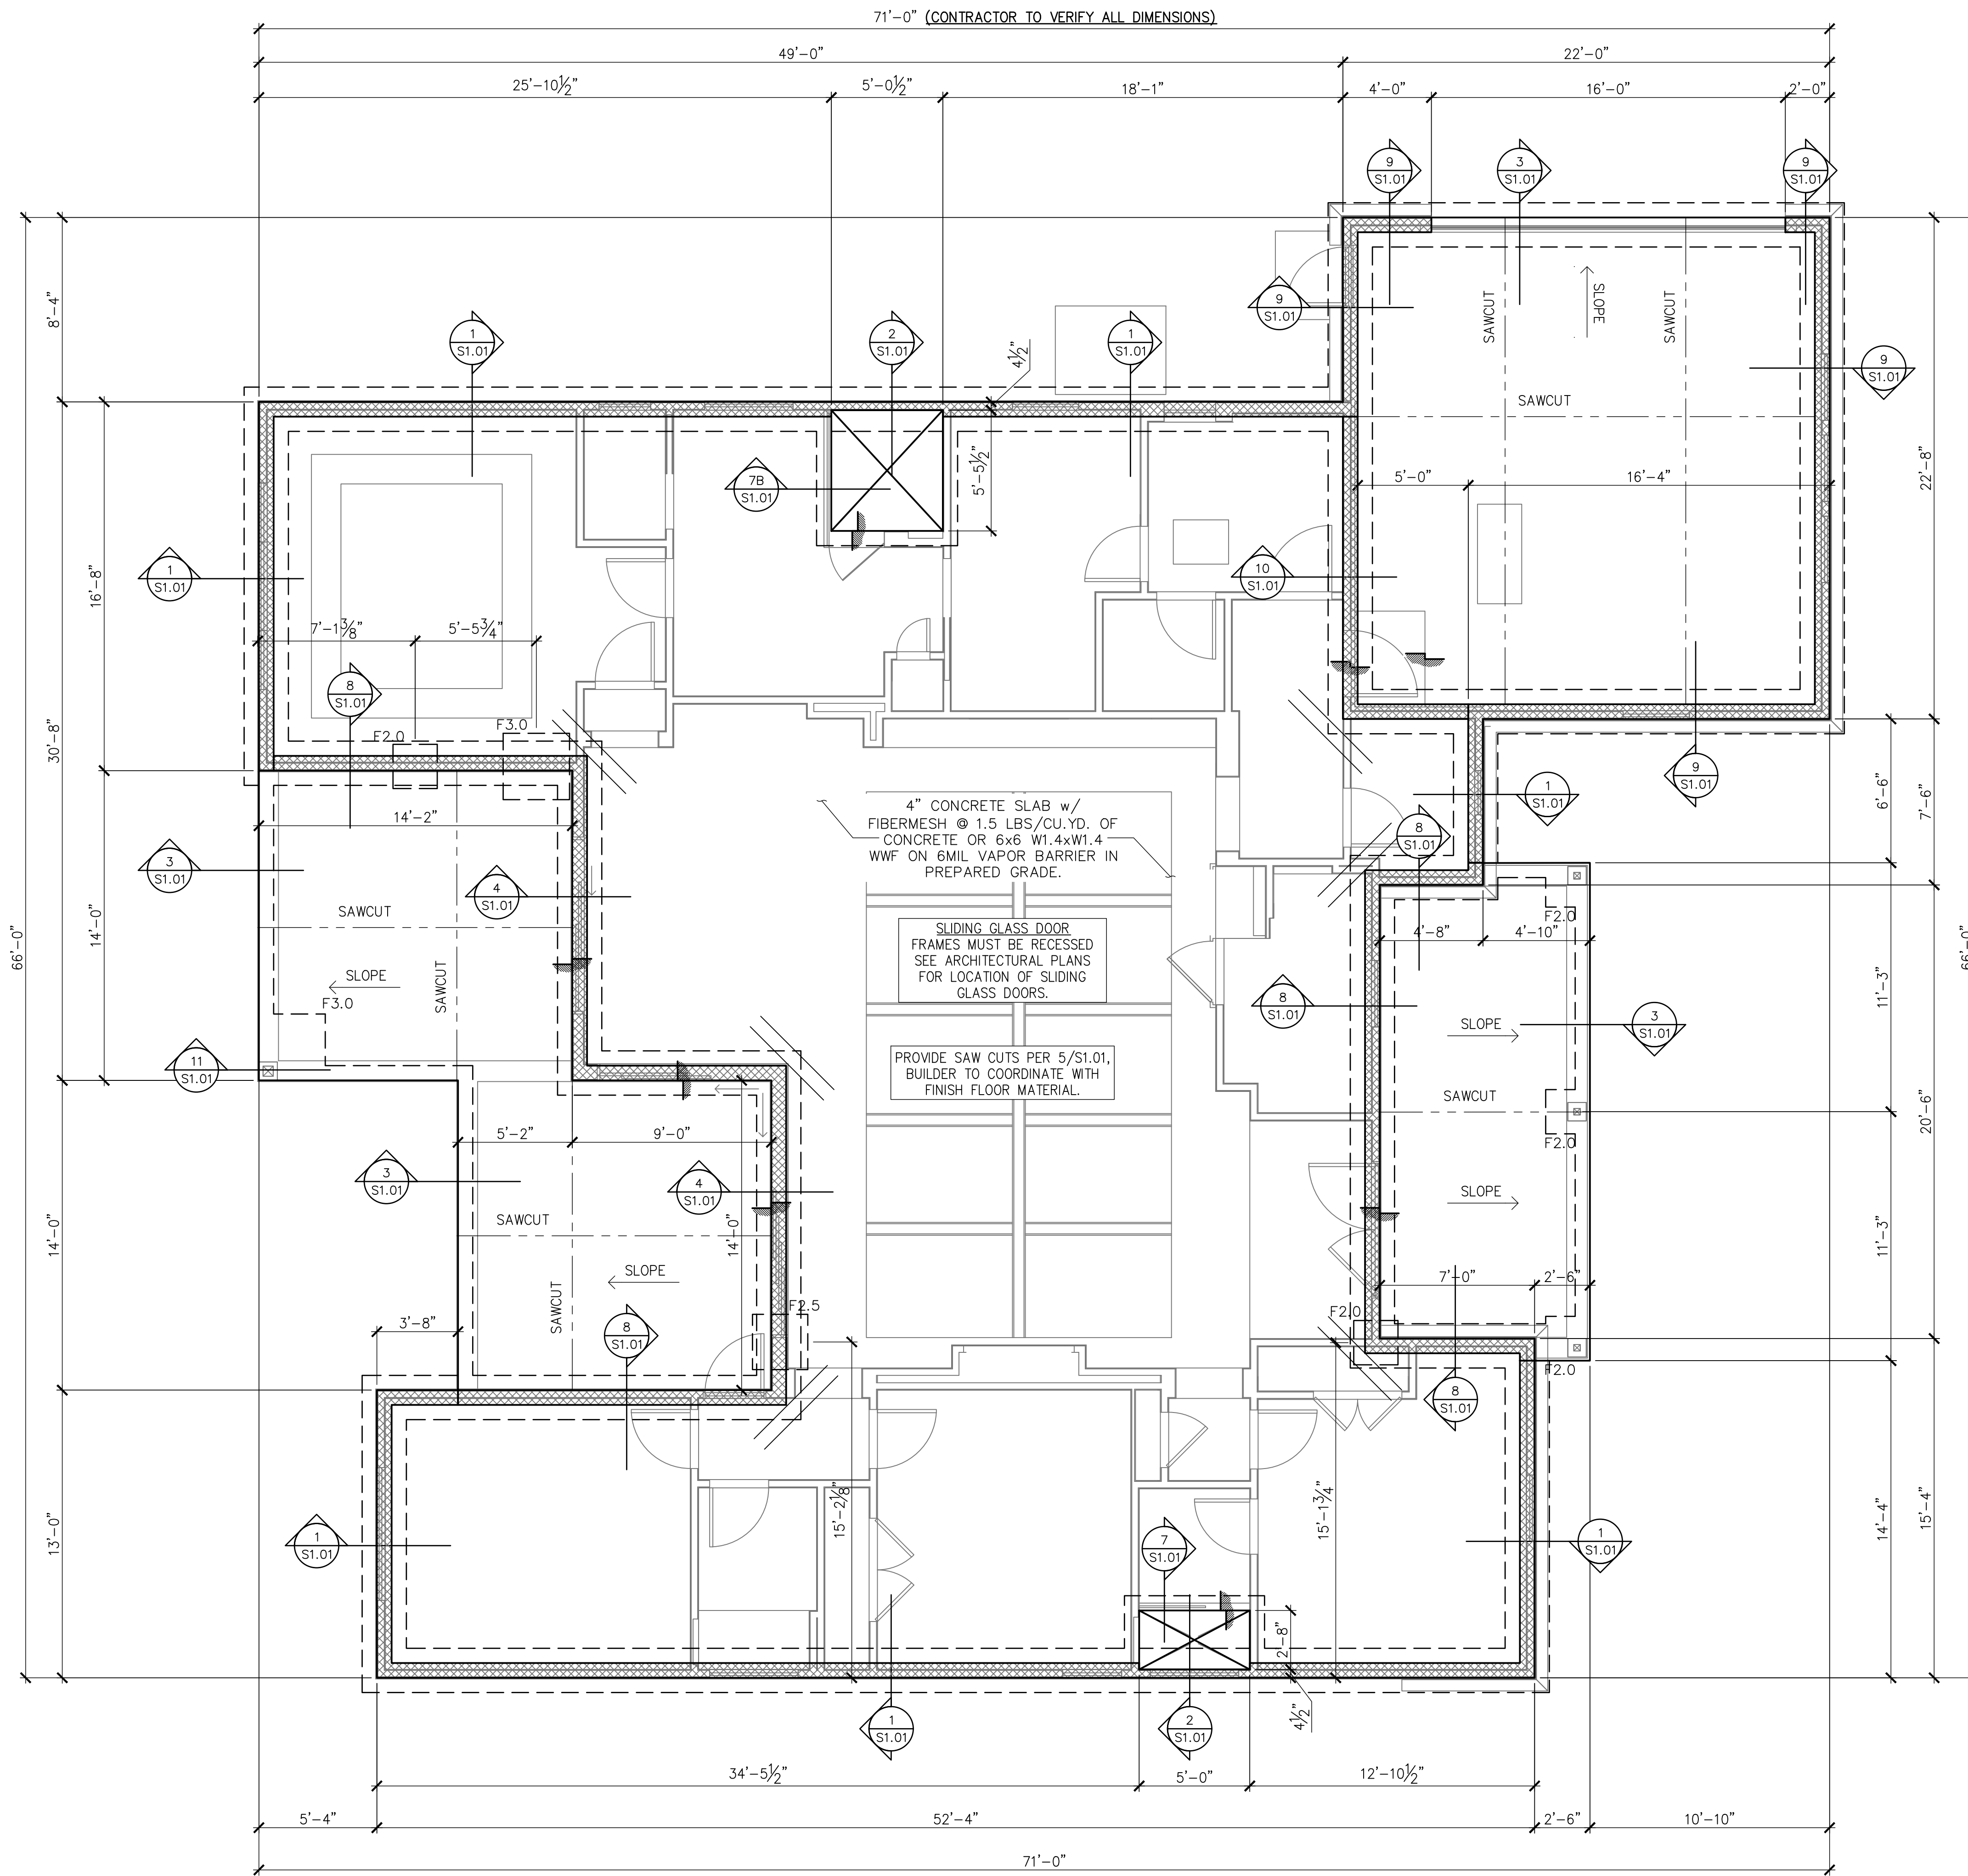 71'-0" (CONTRACTOR TO VERIFY ALL DIMENSIONS)
49'-0" 22'-0"
25'-10½" 5'-0½" 18'-1" 4'-0" 16'-0" 2'-0"
9
S1.01
3
S1.01
9
S1.01
8'-4"
9
S1.01
SLOPE
SAWCUT
SAWCUT
1
S1.01
2
S1.01
4½"
1
S1.01
9
S1.01
SAWCUT
7B
S1.01
5'-5½"
5'-0" 16'-4"
22'-8"
1
S1.01
16'-8"
10
S1.01
7'-1⅜" 5'-5¾"
8
S1.01
30'-8"
F2.0
F3.0
9
S1.01
1
S1.01
6'-6"
7'-6"
8
S1.01
14'-2"
4" CONCRETE SLAB w/
FIBERMESH @ 1.5 LBS/CU.YD. OF
CONCRETE OR 6x6 W1.4xW1.4
WWF ON 6MIL VAPOR BARRIER IN
PREPARED GRADE.
3
S1.01
4
S1.01
SAWCUT
14'-0"
66'-0"
66'-0"
SLIDING GLASS DOOR
FRAMES MUST BE RECESSED
SEE ARCHITECTURAL PLANS
FOR LOCATION OF SLIDING
GLASS DOORS.
F2.0
4'-8" 4'-10"
SLOPE
SAWCUT
F3.0
8
S1.01
11'-3"
3
S1.01
SLOPE
11
S1.01
PROVIDE SAW CUTS PER 5/S1.01,
BUILDER TO COORDINATE WITH
FINISH FLOOR MATERIAL.
SAWCUT
20'-6"
F2.0
5'-2" 9'-0"
3
S1.01
4
S1.01
SLOPE
SAWCUT
14'-0"
14'-0"
11'-3"
SLOPE
SAWCUT
7'-0" 2'-6"
F2.5
F2.0
3'-8"
8
S1.01
F2.0
8
S1.01
15'-2⅛"
15'-1¾"
14'-4"
15'-4"
13'-0"
1
S1.01
7
S1.01
1
S1.01
2'-8"
1
S1.01
2
S1.01
4½"
34'-5½" 5'-0" 12'-10½"
5'-4" 52'-4" 2'-6" 10'-10"
71'-0"